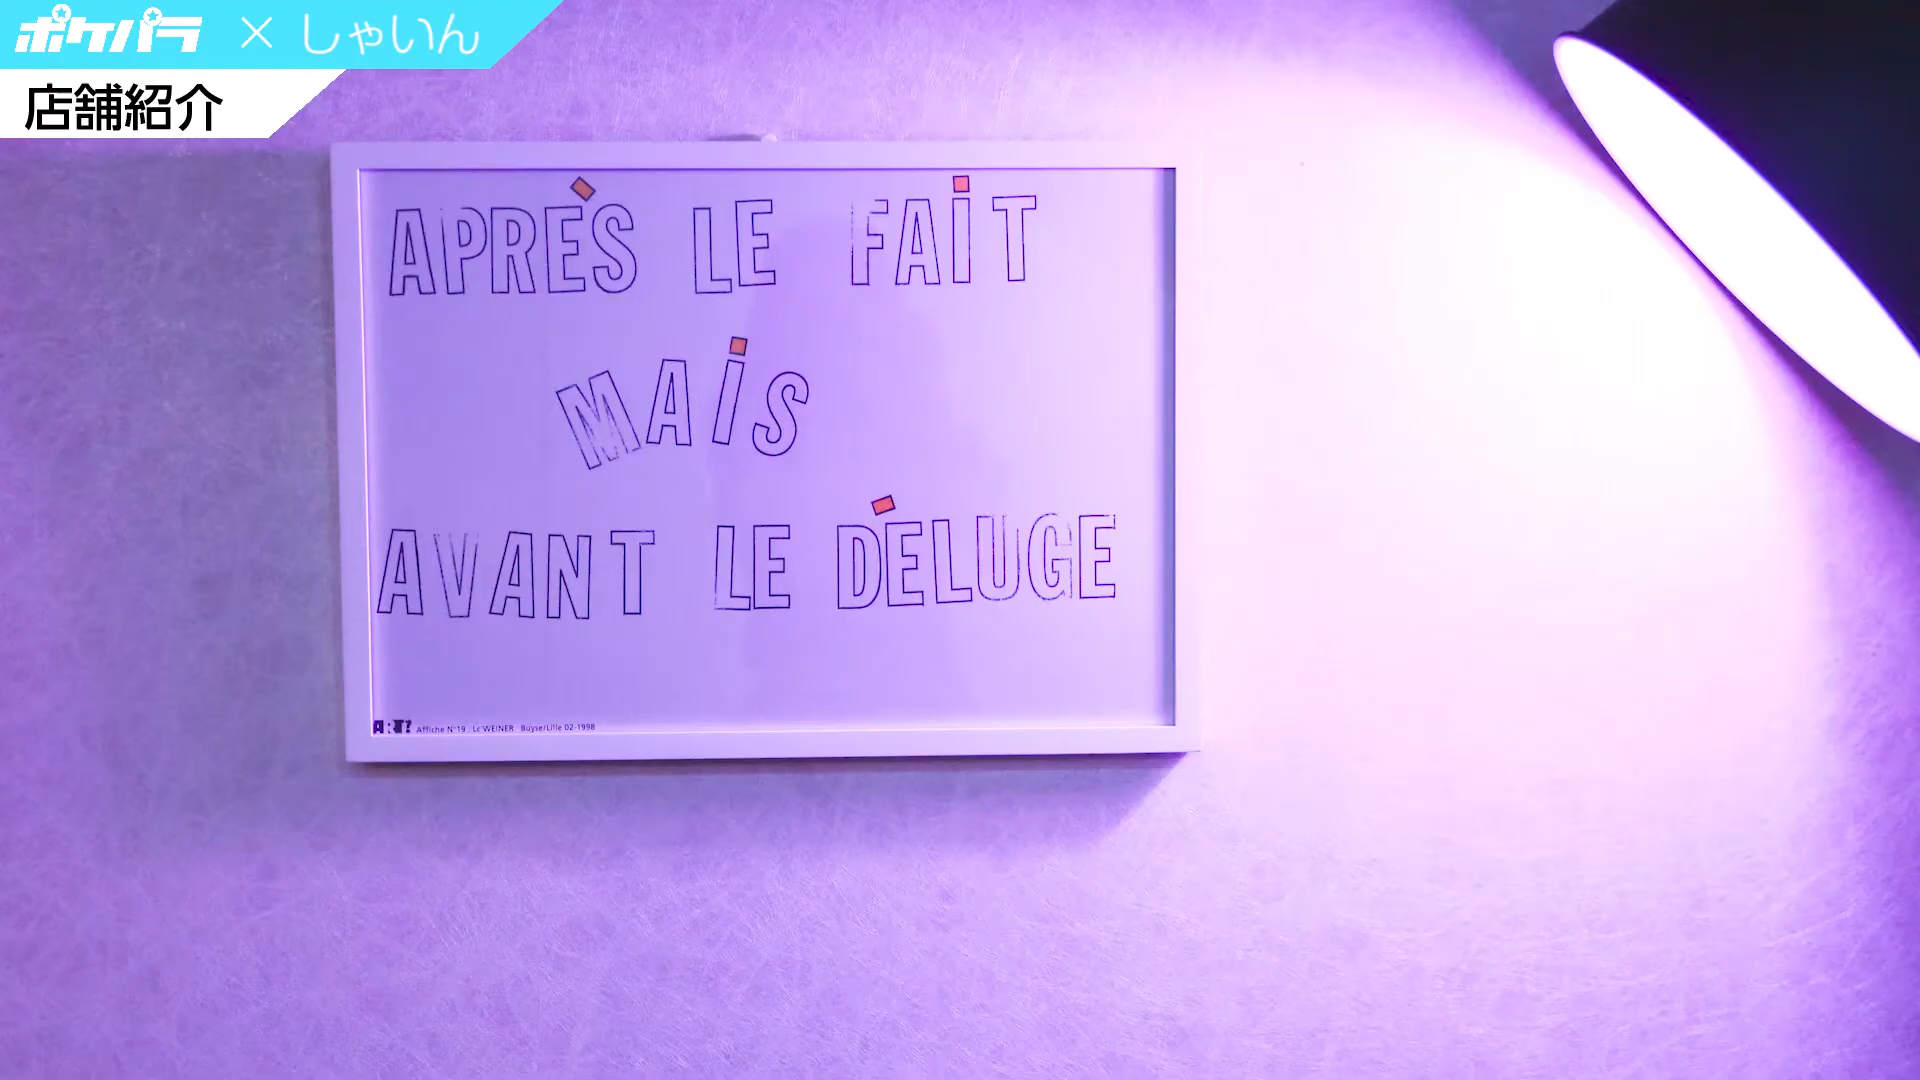 ポケパラ × しゃいん
店舗紹介
APRÈS LE FAIT
MAIS
AVANT LE DÉLUGE
ART? Affiche N°19 . Lc WEINER Buyse/Lille 02-1998